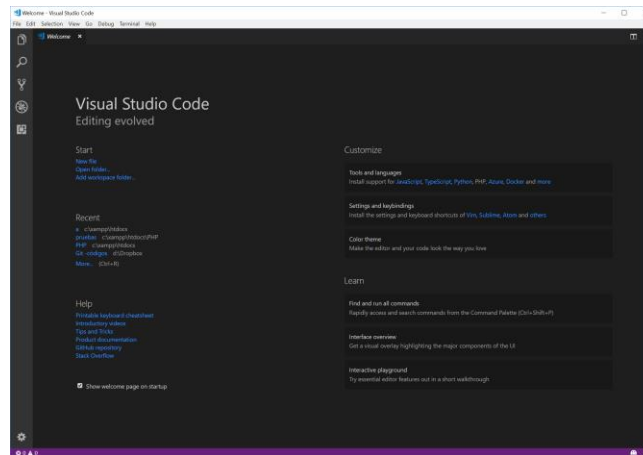 Welcome - Visual Studio Code
File Edit Selection View Go Debug Terminal Help
Welcome
Visual Studio Code
Editing evolved
Start
New file
Open folder...
Add workspace folder...
Recent
a c:\xampp\htdocs
pruebas c:\xampp\htdocs\PHP
PHP c:\xampp\htdocs
Git -codigos d:\Dropbox
More... (Ctrl+R)
Help
Printable keyboard cheatsheet
Introductory videos
Tips and Tricks
Product documentation
GitHub repository
Stack Overflow
Show welcome page on startup
Customize
Tools and languages
Install support for JavaScript, TypeScript, Python, PHP, Azure, Docker and more
Settings and keybindings
Install the settings and keyboard shortcuts of Vim, Sublime, Atom and others
Color theme
Make the editor and your code look the way you love
Learn
Find and run all commands
Rapidly access and search commands from the Command Palette (Ctrl+Shift+P)
Interface overview
Get a visual overlay highlighting the major components of the UI
Interactive playground
Try essential editor features out in a short walkthrough
0 0